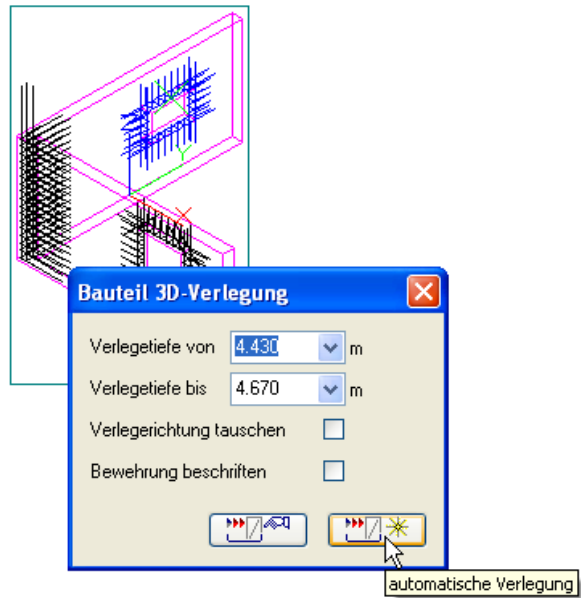 Y
X
Bauteil 3D-Verlegung
Verlegetiefe von 4.430 m
Verlegetiefe bis 4.670 m
Verlegerichtung tauschen
Bewehrung beschriften
automatische Verlegung